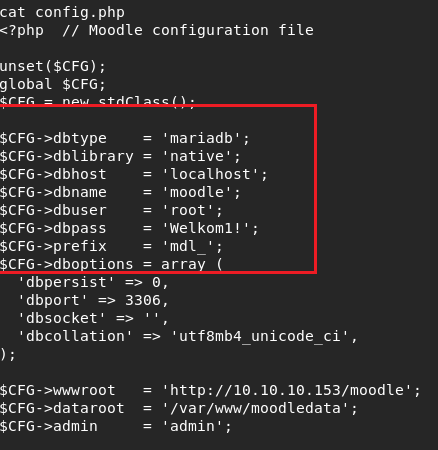 cat config.php
<?php  // Moodle configuration file

unset($CFG);
global $CFG;
$CFG = new stdClass();

$CFG->dbtype    = 'mariadb';
$CFG->dblibrary = 'native';
$CFG->dbhost    = 'localhost';
$CFG->dbname    = 'moodle';
$CFG->dbuser    = 'root';
$CFG->dbpass    = 'Welkom1!';
$CFG->prefix    = 'mdl_';
$CFG->dboptions = array (
  'dbpersist' => 0,
  'dbport' => 3306,
  'dbsocket' => '',
  'dbcollation' => 'utf8mb4_unicode_ci',
);

$CFG->wwwroot   = 'http://10.10.10.153/moodle';
$CFG->dataroot  = '/var/www/moodledata';
$CFG->admin     = 'admin';